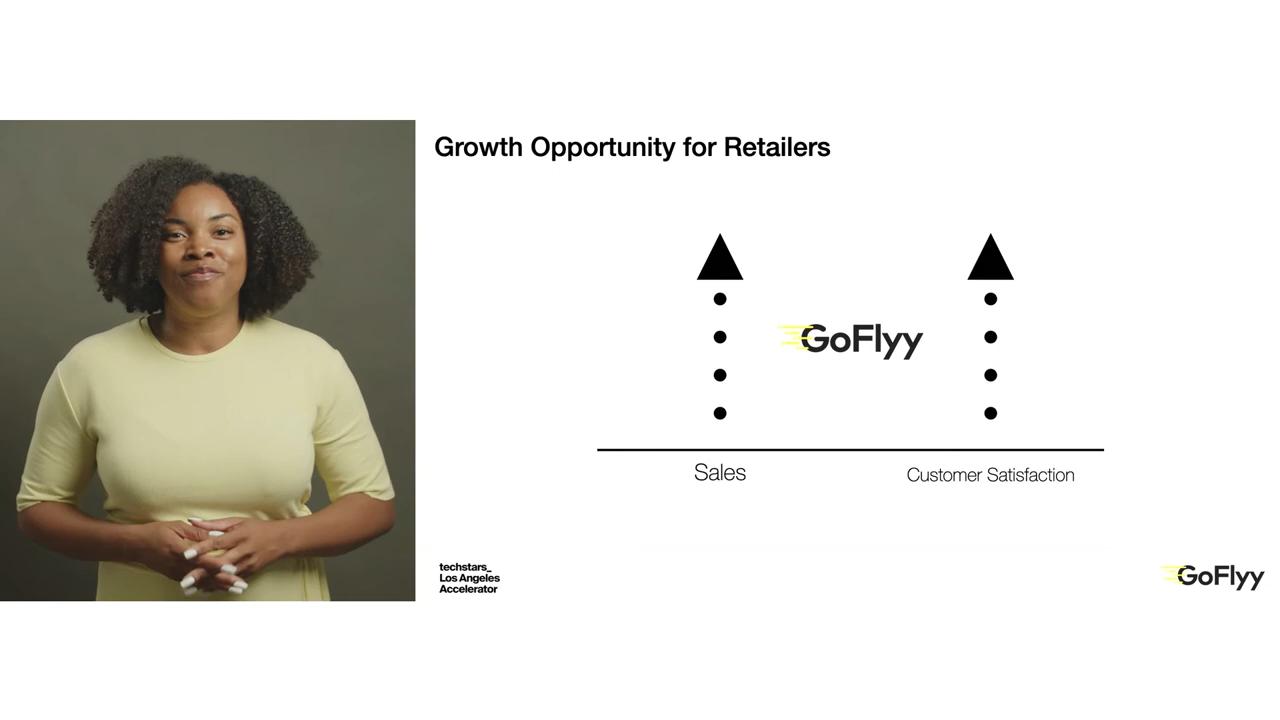 Growth Opportunity for Retailers
GoFlyy
Sales
Customer Satisfaction
techstars_
Los Angeles
Accelerator
GoFlyy